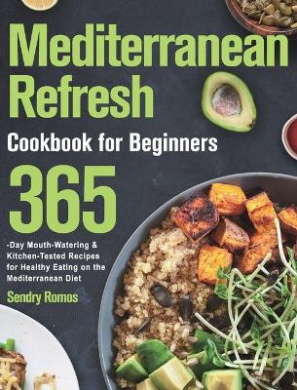 Mediterranean
Refresh
Cookbook for Beginners
365
-Day Mouth-Watering &
Kitchen-Tested Recipes
for Healthy Eating on the
Mediterranean Diet
Sendry Romos